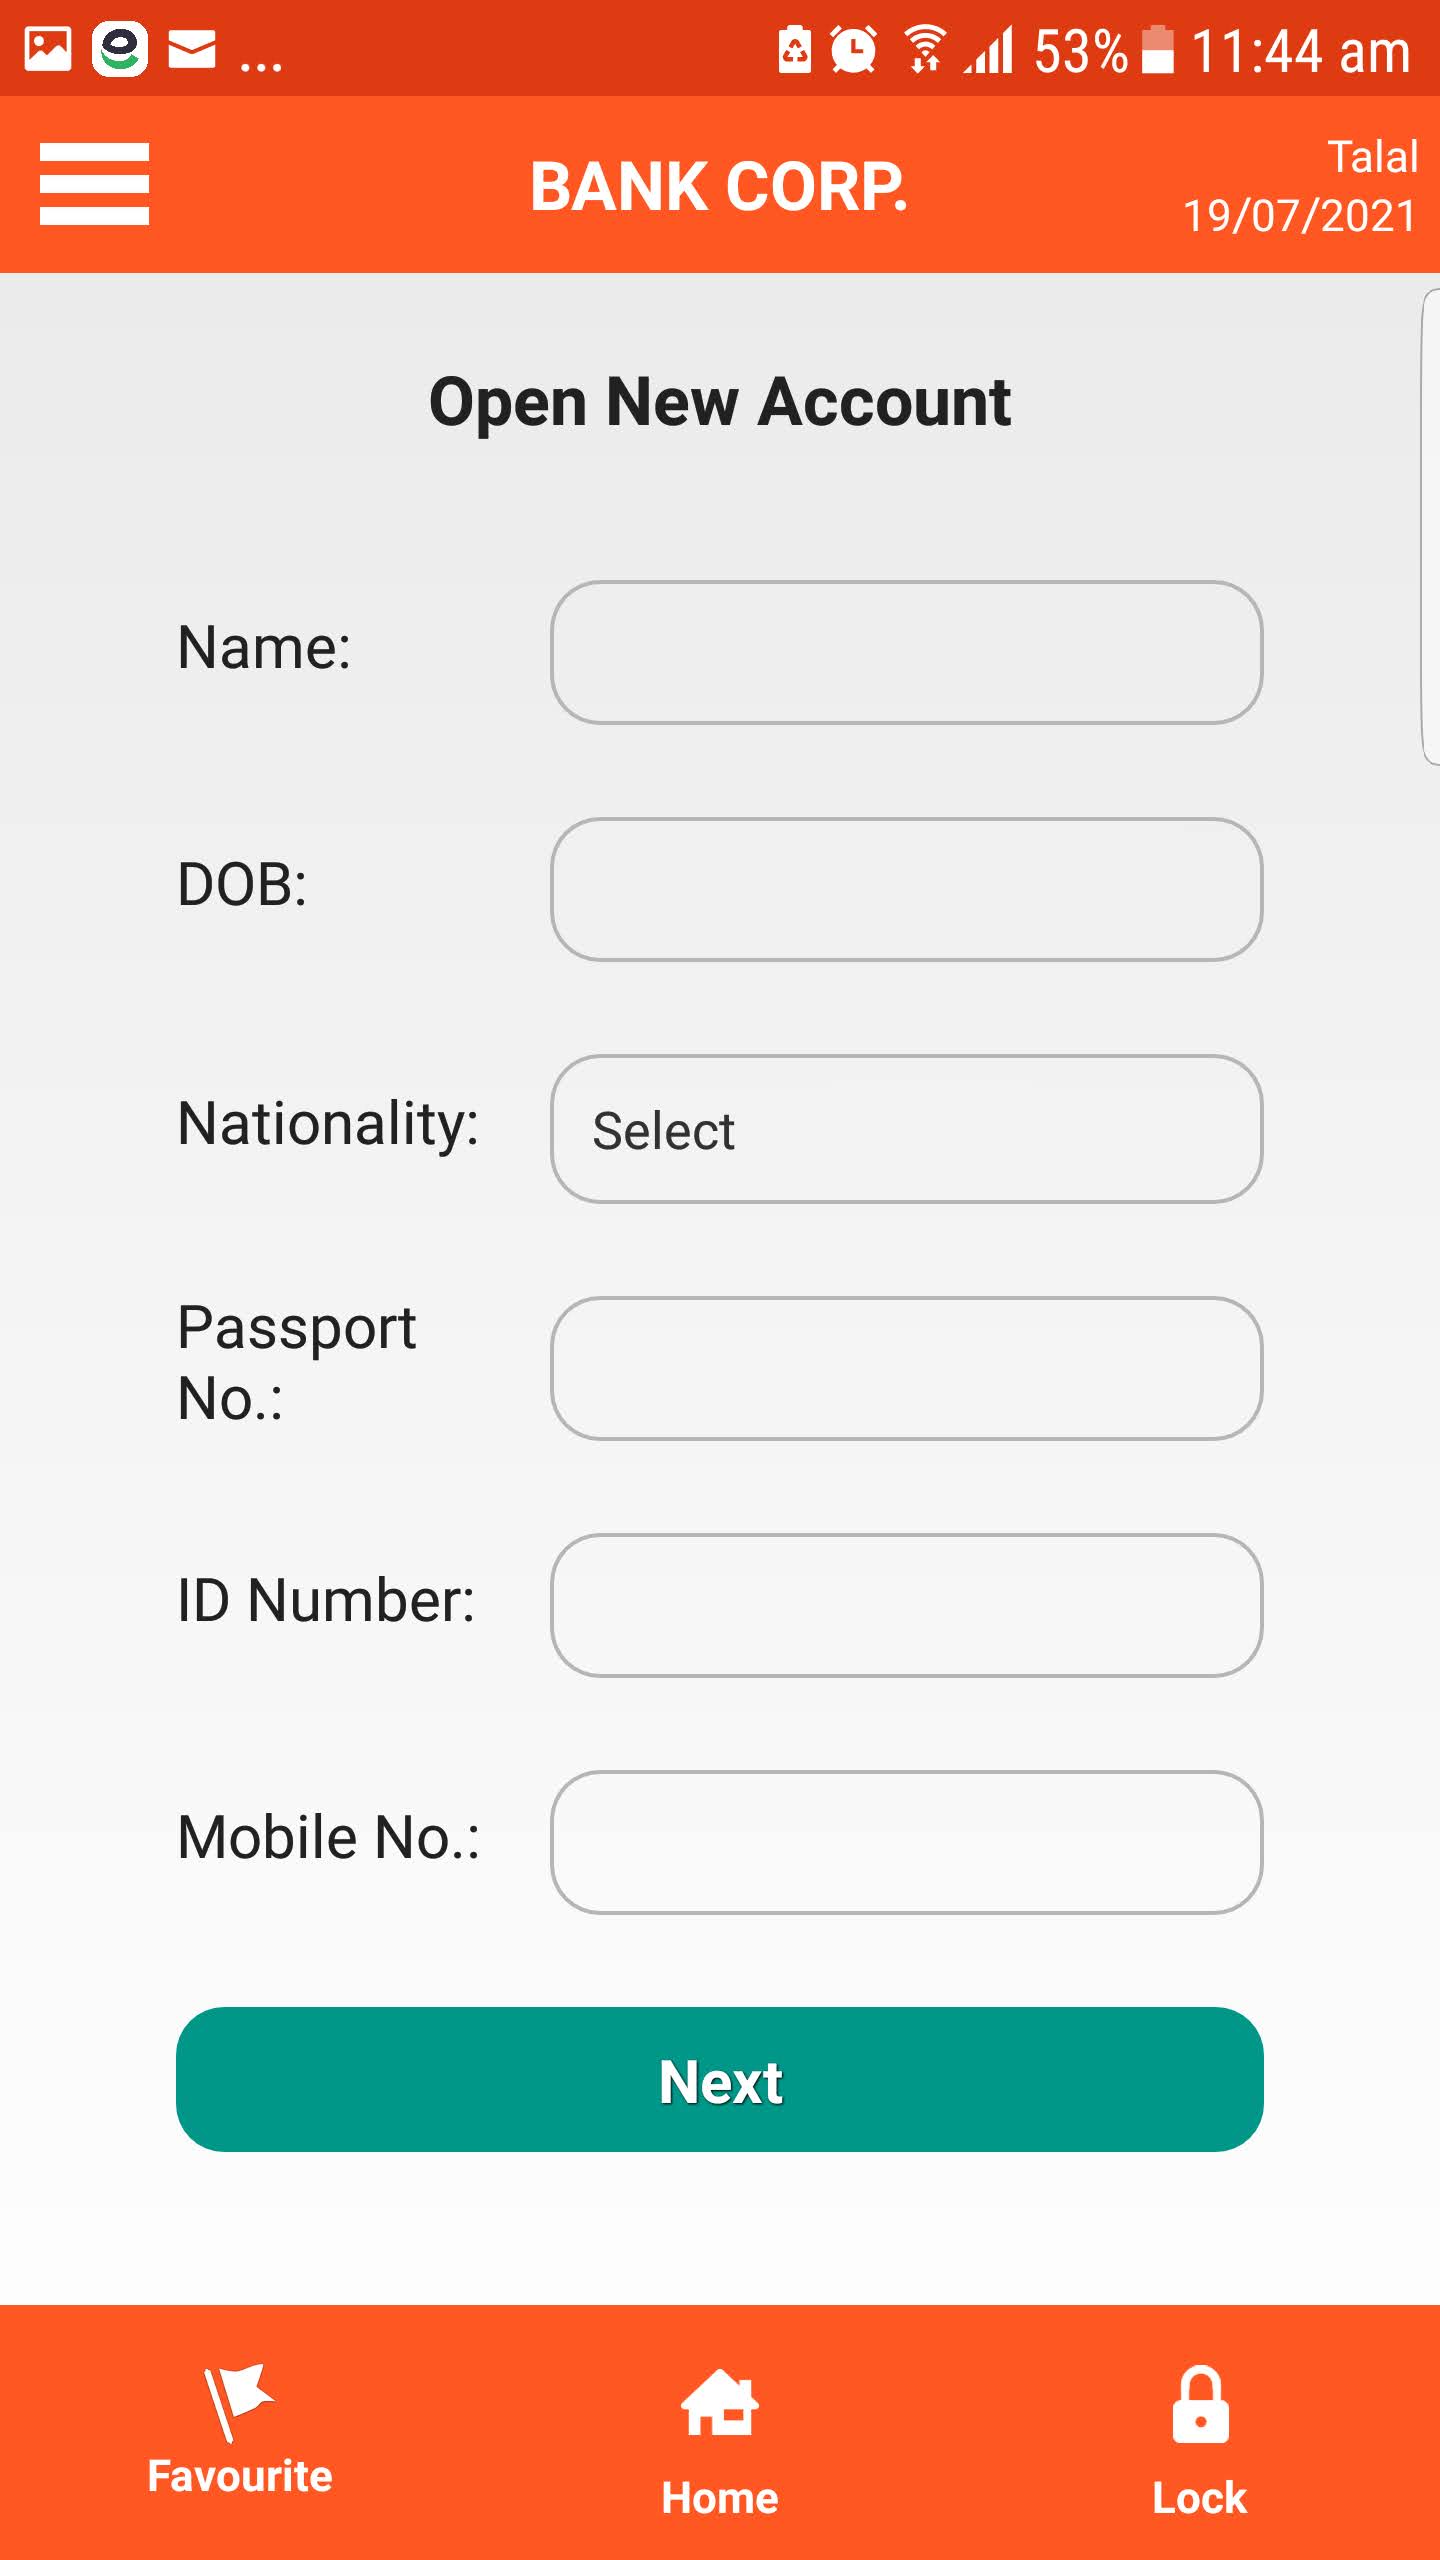 ... 53% 11:44 am
BANK CORP.
Talal
19/07/2021
Open New Account
Name:
DOB:
Nationality: Select
Passport
No.:
ID Number:
Mobile No.:
Next
Favourite Home Lock